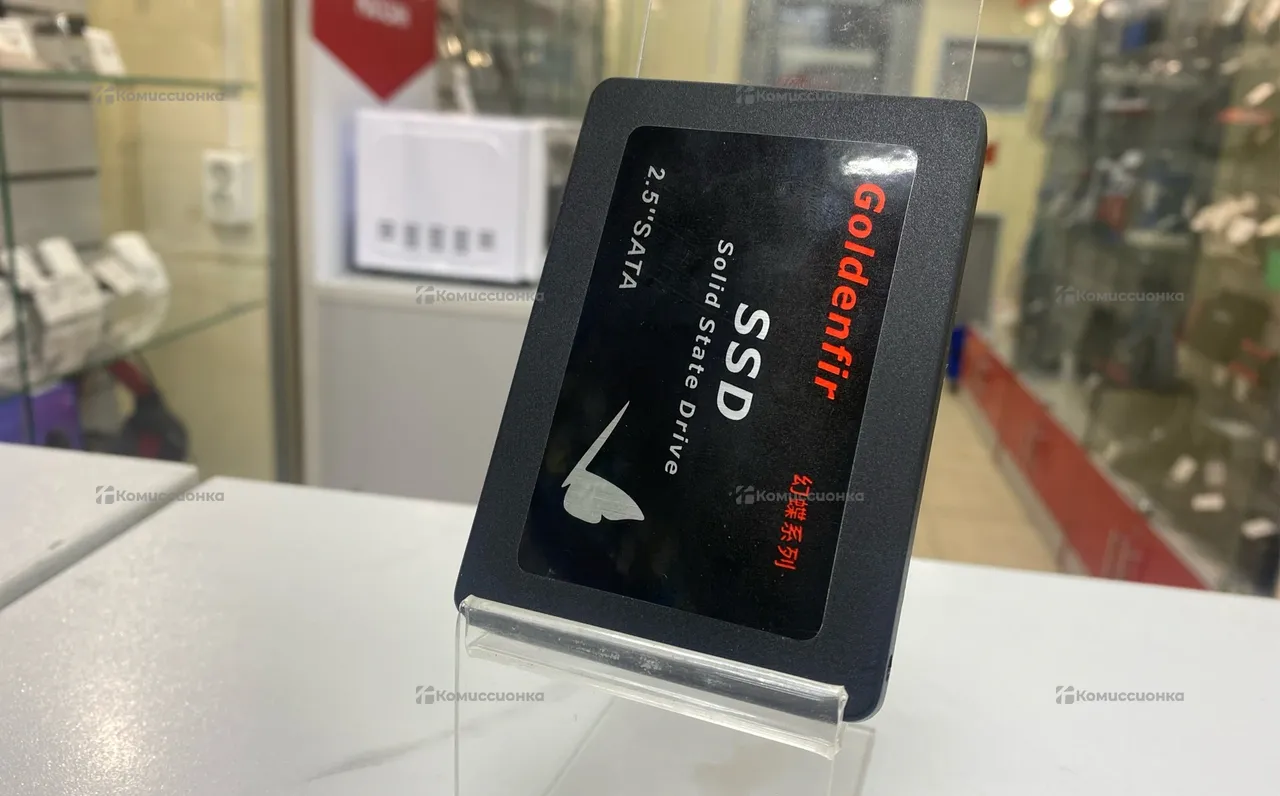 Goldenfir
幻蝶系列
SSD
Solid State Drive
2.5"SATA
Комиссионка
Комиссионка
Комиссионка
Комиссионка
Комиссионка
Комиссионка
Комиссионка
Комиссионка